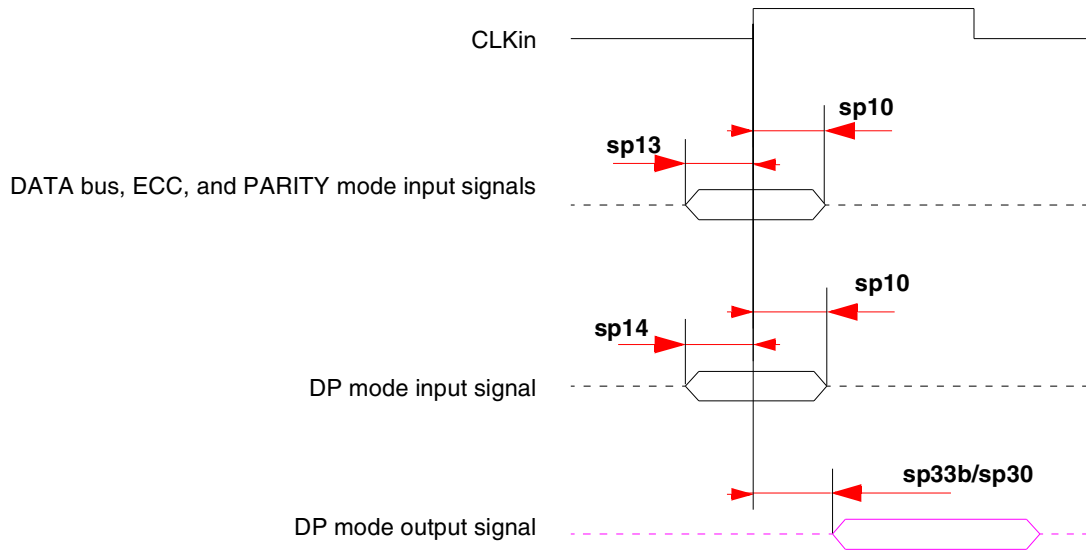 CLKin
sp10
sp13
DATA bus, ECC, and PARITY mode input signals
sp10
sp14
DP mode input signal
sp33b/sp30
DP mode output signal